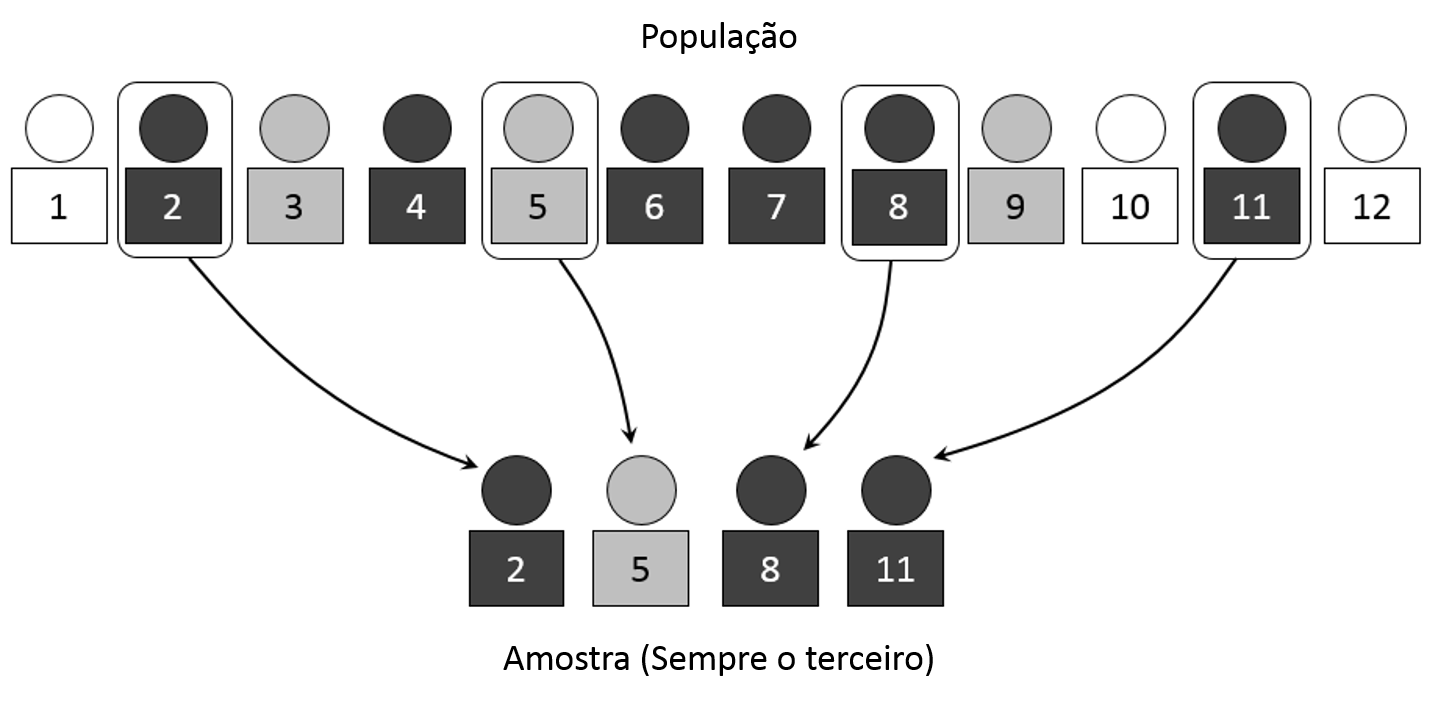 População
1 2 3 4 5 6 7 8 9 10 11 12
2 5 8 11
Amostra (Sempre o terceiro)